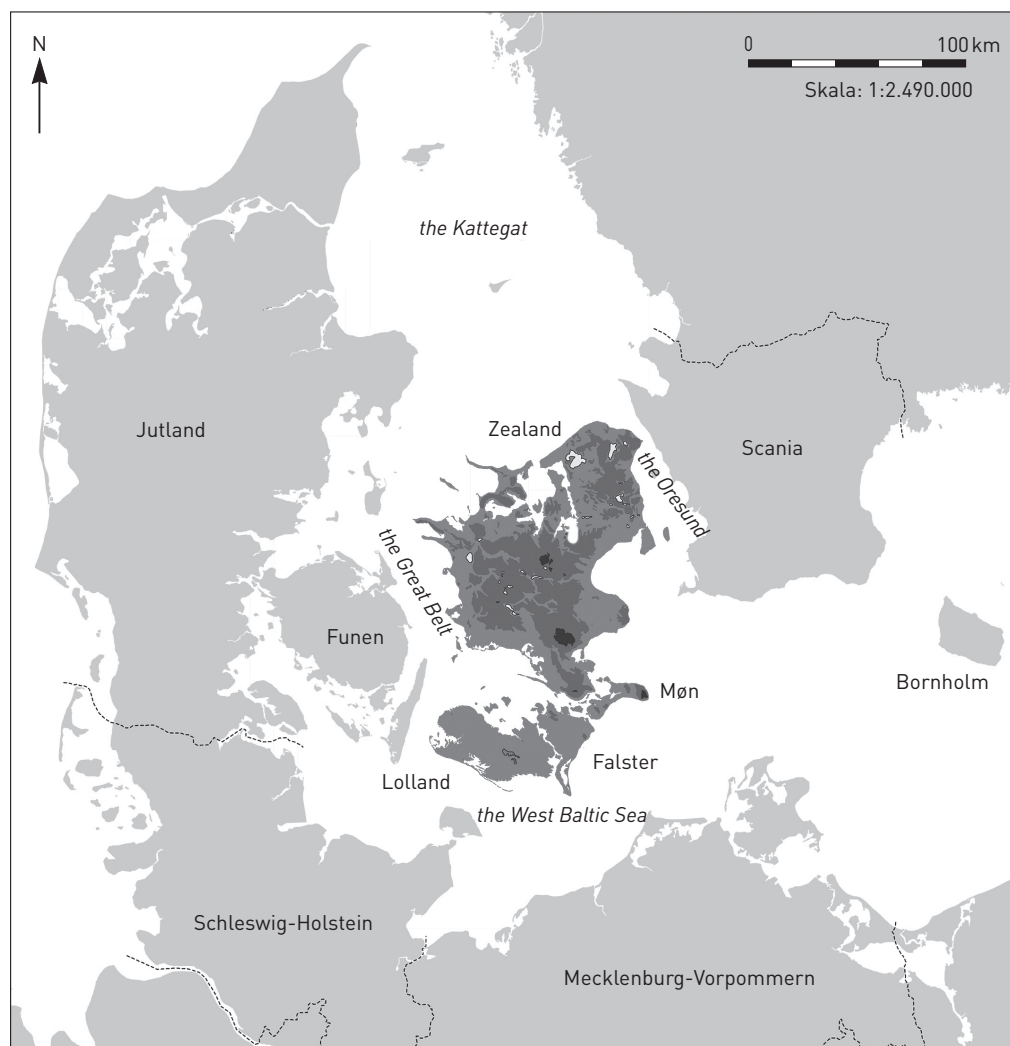 N
0 100 km
Skala: 1:2.490.000
the Kattegat
Jutland
Zealand
Scania
the Oresund
the Great Belt
Funen
Bornholm
Møn
Falster
Lolland
the West Baltic Sea
Schleswig-Holstein
Mecklenburg-Vorpommern